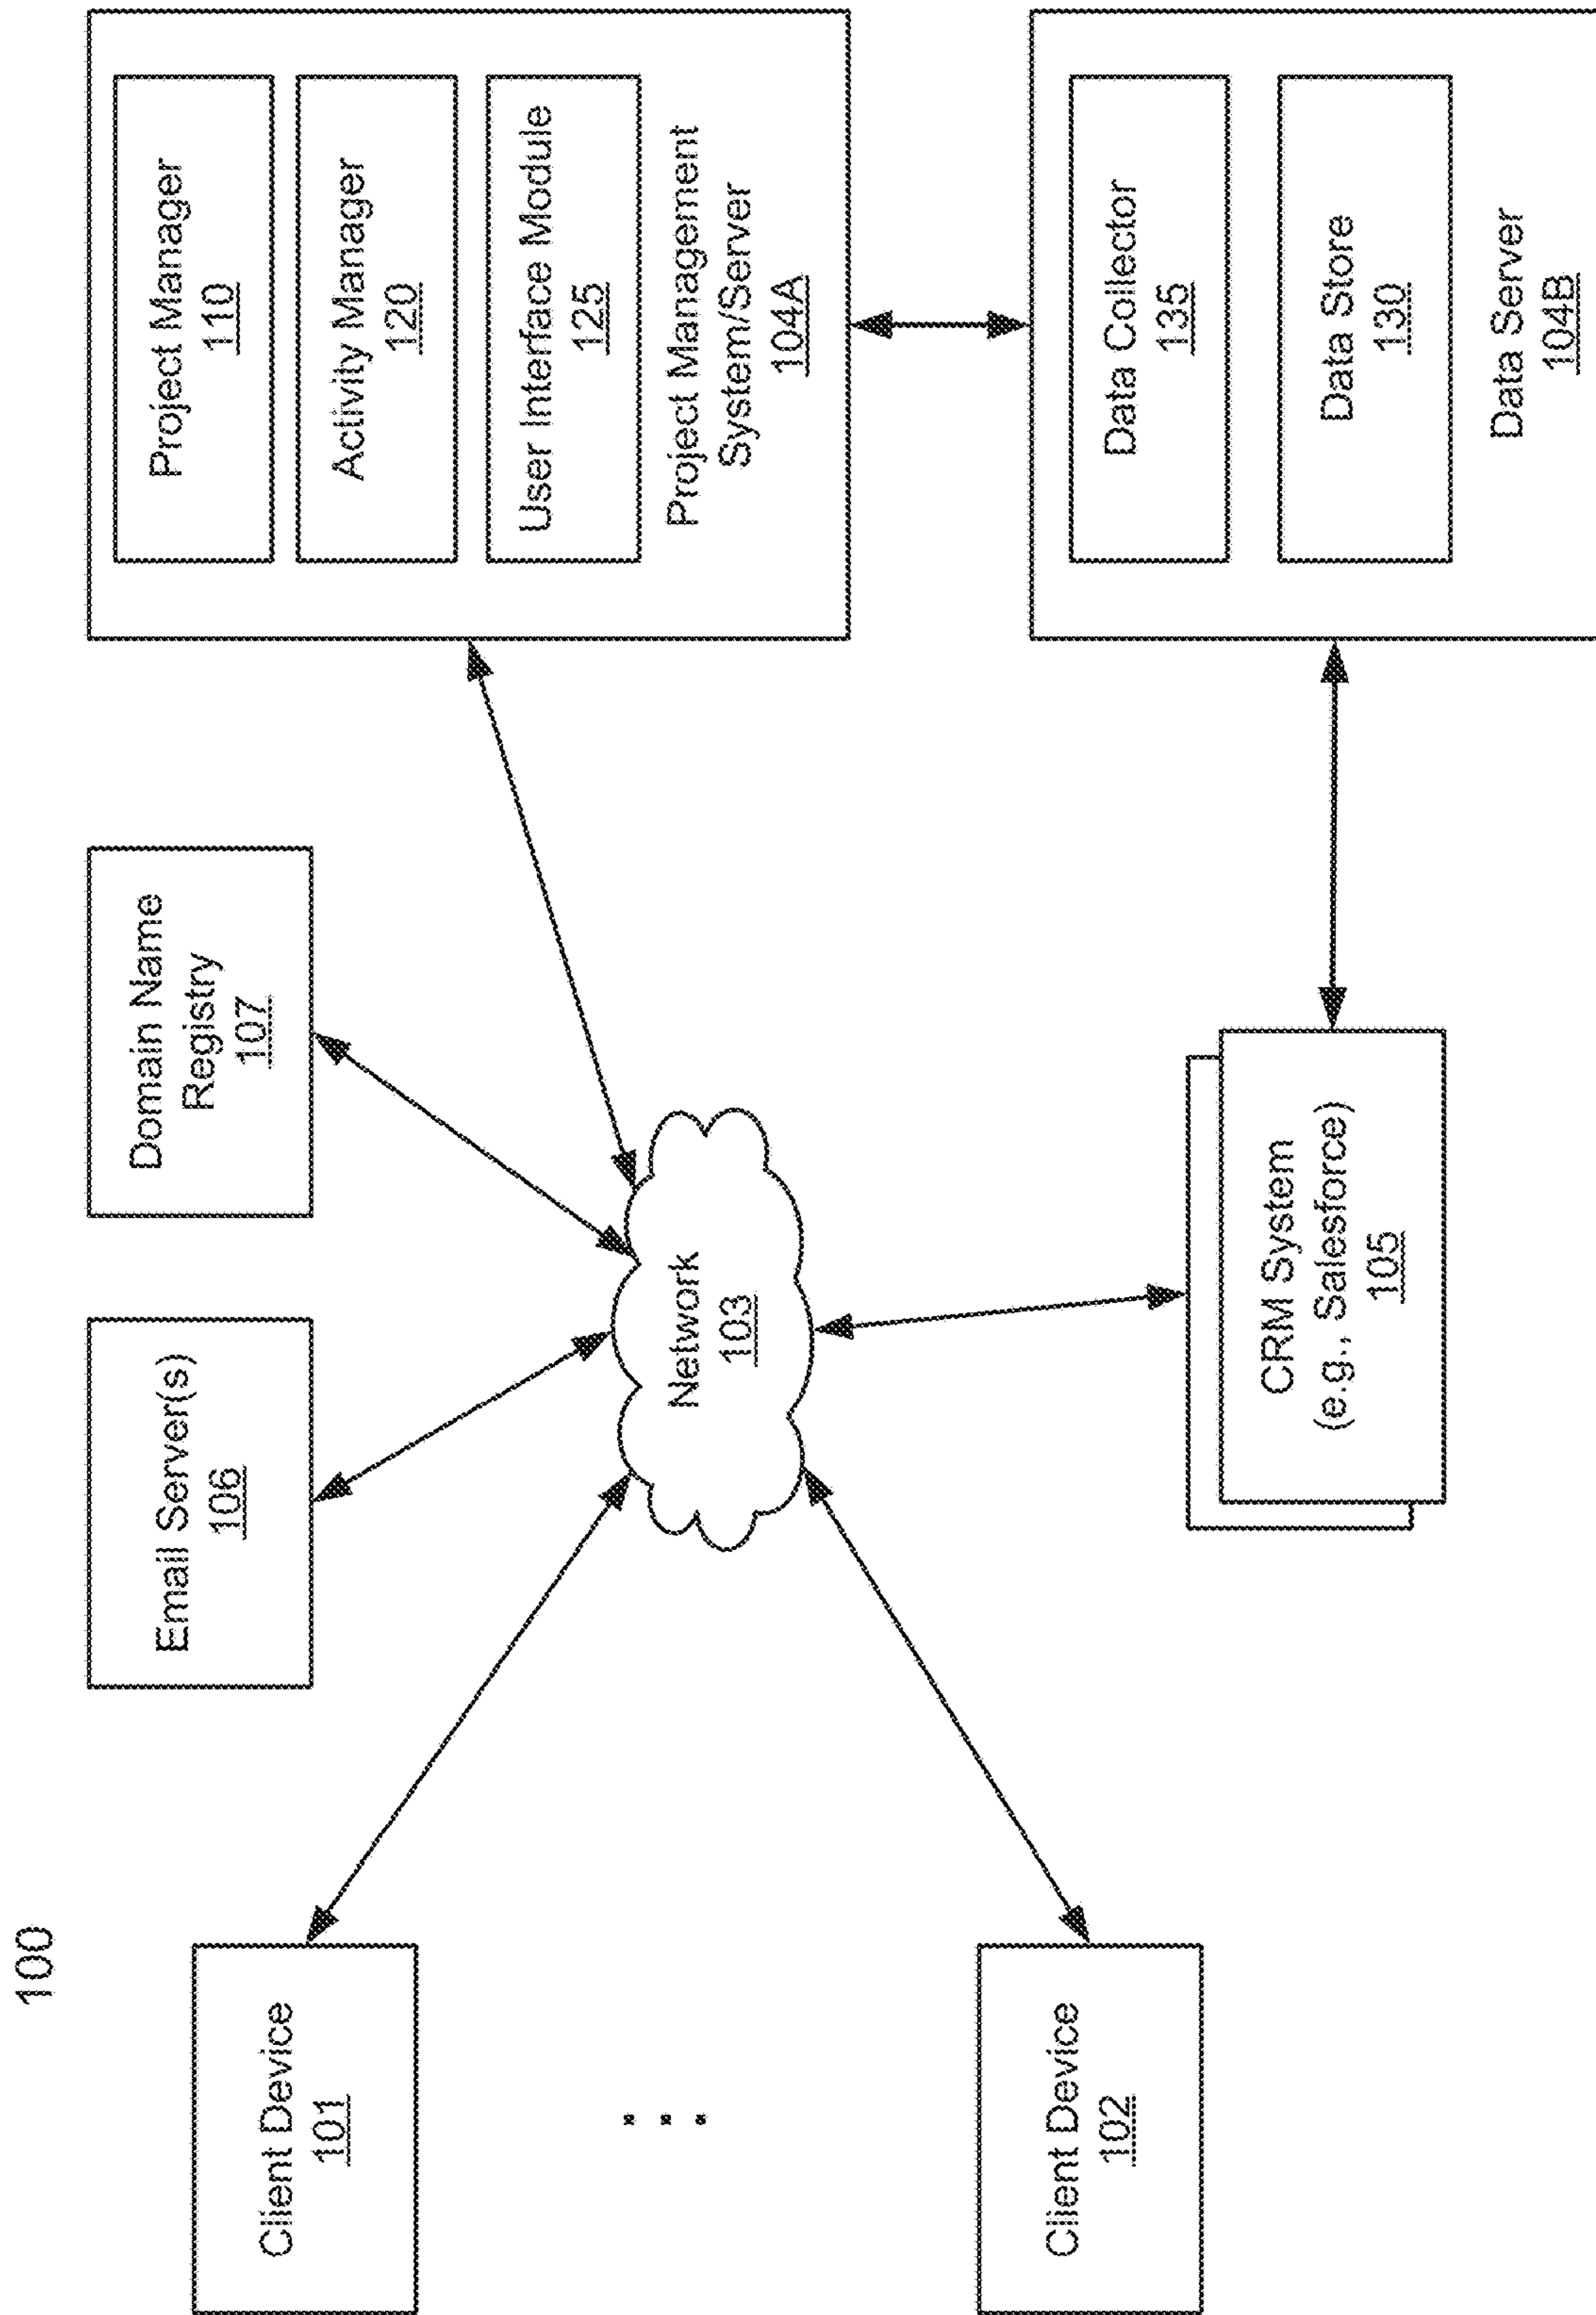 100
Client Device
101
Client Device
102
Email Server(s)
106
Domain Name
Registry
107
Network
103
CRM System
(e.g., Salesforce)
105
Project Manager
110
Activity Manager
120
User Interface Module
125
Project Management
System/Server
104A
Data Collector
135
Data Store
130
Data Server
104B